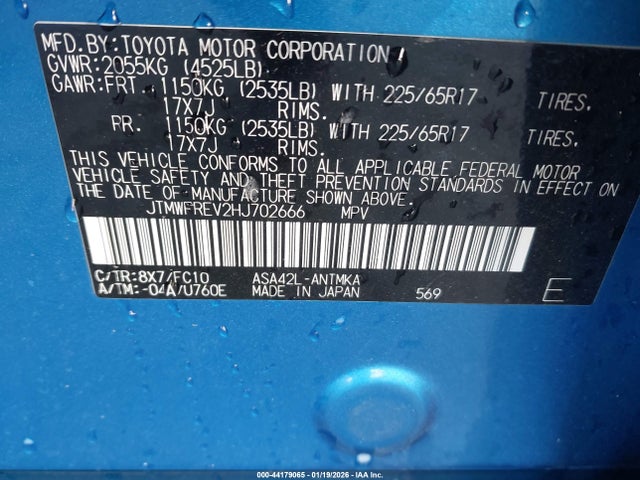 MFD.BY:TOYOTA MOTOR CORPORATION
GVWR:2055KG (4525LB)
GAWR:FRT 1150KG (2535LB) WITH 225/65R17 TIRES.
17X7J RIMS.
RR. 1150KG (2535LB) WITH 225/65R17 TIRES.
17X7J RIMS.
THIS VEHICLE CONFORMS TO ALL APPLICABLE FEDERAL MOTOR
VEHICLE SAFETY AND THEFT PREVENTION STANDARDS IN EFFECT ON
THE DATE OF MANUFACTURE SHOWN ABOVE.
JTMWFREV2HJ702666 MPV
C/TR:8X7/FC10 ASA42L-ANTMKA
A/TM:-04A/U760E MADE IN JAPAN 569 E
000-44179065 - 01/19/2026 - IAA Inc.